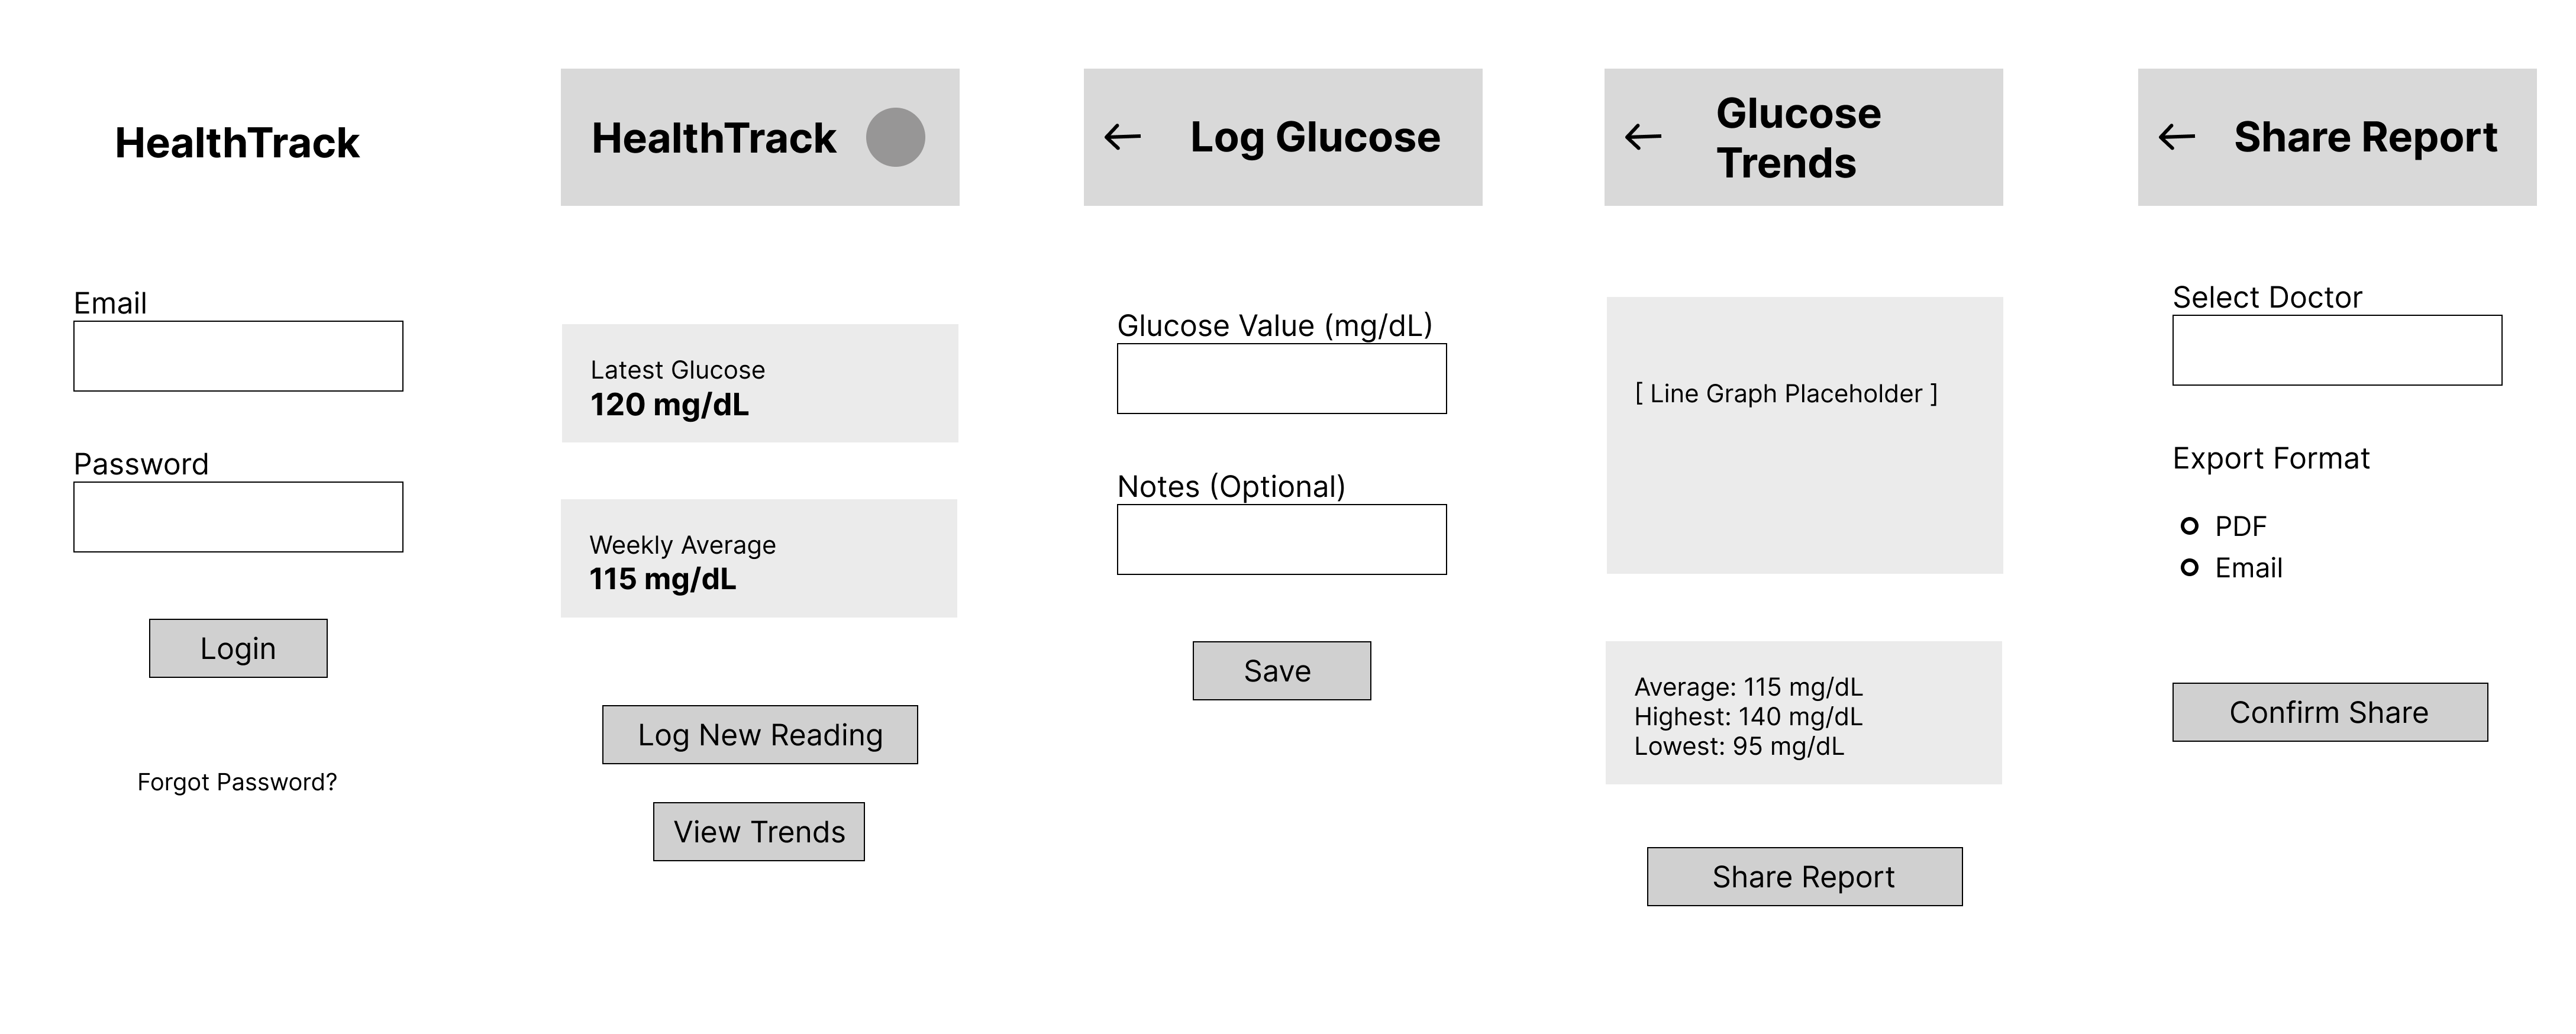 HealthTrack
Email
Password
Login
Forgot Password?
HealthTrack
Latest Glucose
120 mg/dL
Weekly Average
115 mg/dL
Log New Reading
View Trends
Log Glucose
Glucose Value (mg/dL)
Notes (Optional)
Save
Glucose
Trends
[ Line Graph Placeholder ]
Average: 115 mg/dL
Highest: 140 mg/dL
Lowest: 95 mg/dL
Share Report
Share Report
Select Doctor
Export Format
PDF
Email
Confirm Share